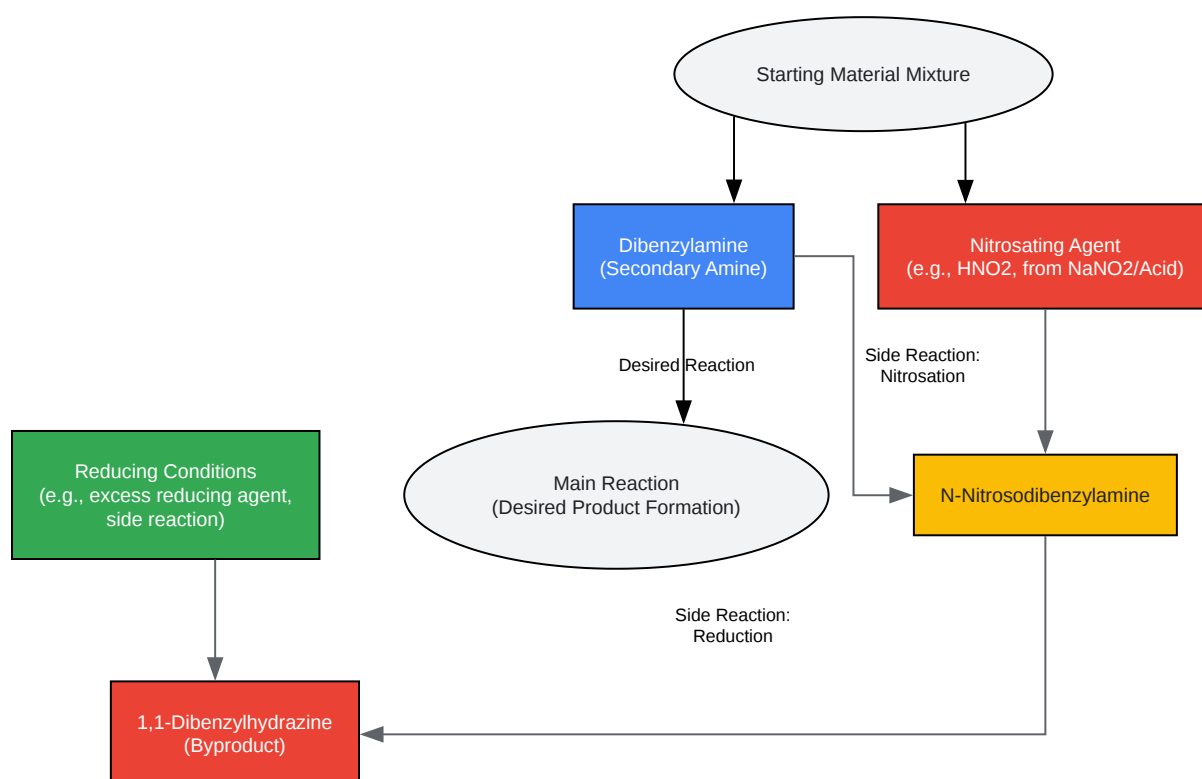 Starting Material Mixture
Dibenzylamine
(Secondary Amine)
Nitrosating Agent
(e.g., HNO2, from NaNO2/Acid)
Desired Reaction
Side Reaction:
Nitrosation
Reducing Conditions
(e.g., excess reducing agent,
side reaction)
Main Reaction
(Desired Product Formation)
N-Nitrosodibenzylamine
Side Reaction:
Reduction
1,1-Dibenzylhydrazine
(Byproduct)